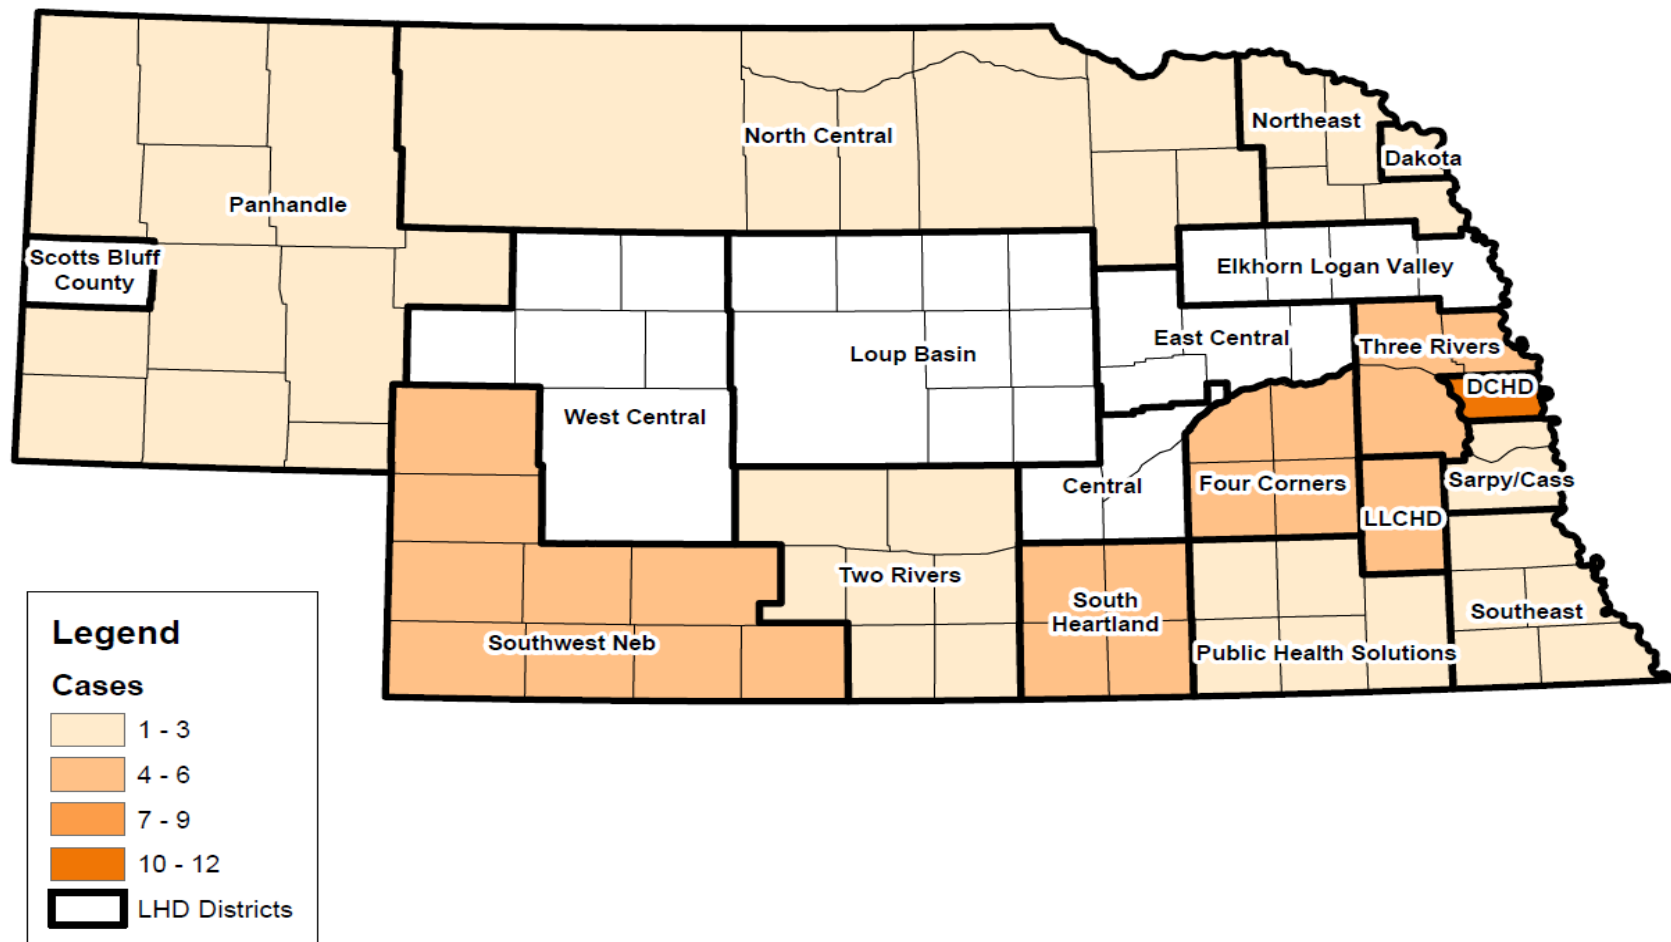 North Central
Northeast
Dakota
Panhandle
Scotts Bluff
County
Elkhorn Logan Valley
East Central
Three Rivers
Loup Basin
DCHD
West Central
Central
Four Corners
Sarpy/Cass
LLCHD
Two Rivers
South
Heartland
Southeast
Southwest Neb
Public Health Solutions
Legend
Cases
1 - 3
4 - 6
7 - 9
10 - 12
LHD Districts